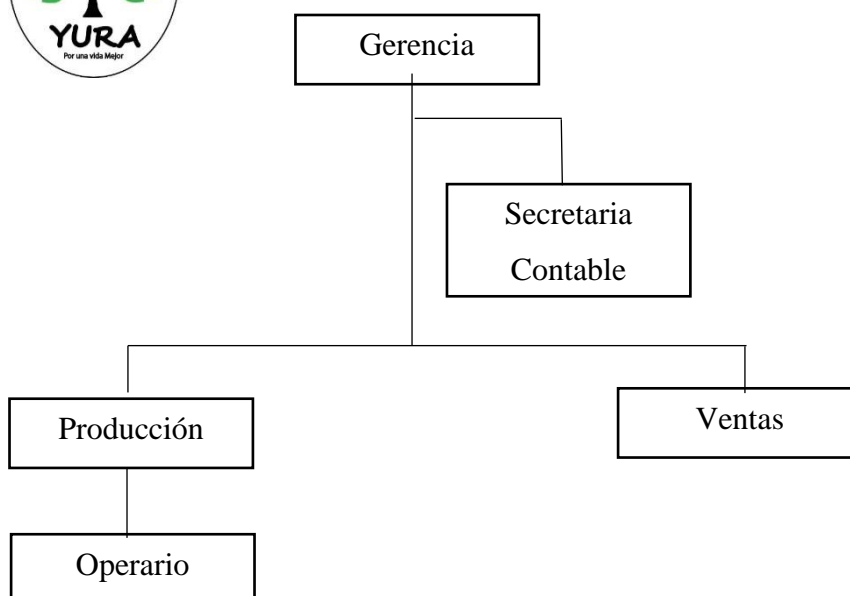 YURA
Por una vida Mejor
Gerencia
Secretaria
Contable
Producción
Ventas
Operario